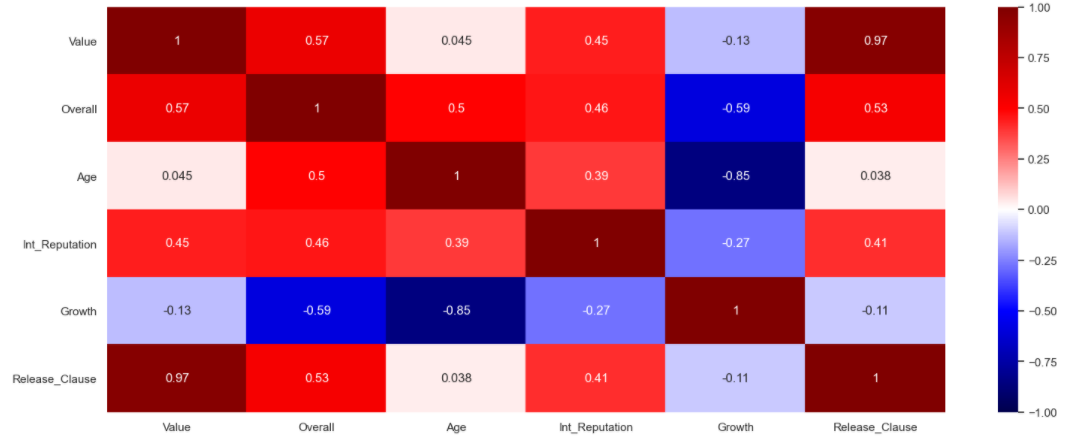 Value 1 0.57 0.045 0.45 -0.13 0.97
Overall 0.57 1 0.5 0.46 -0.59 0.53
Age 0.045 0.5 1 0.39 -0.85 0.038
Int_Reputation 0.45 0.46 0.39 1 -0.27 0.41
Growth -0.13 -0.59 -0.85 -0.27 1 -0.11
Release_Clause 0.97 0.53 0.038 0.41 -0.11 1
Value Overall Age Int_Reputation Growth Release_Clause
1.00
0.75
0.50
0.25
0.00
−0.25
−0.50
−0.75
−1.00